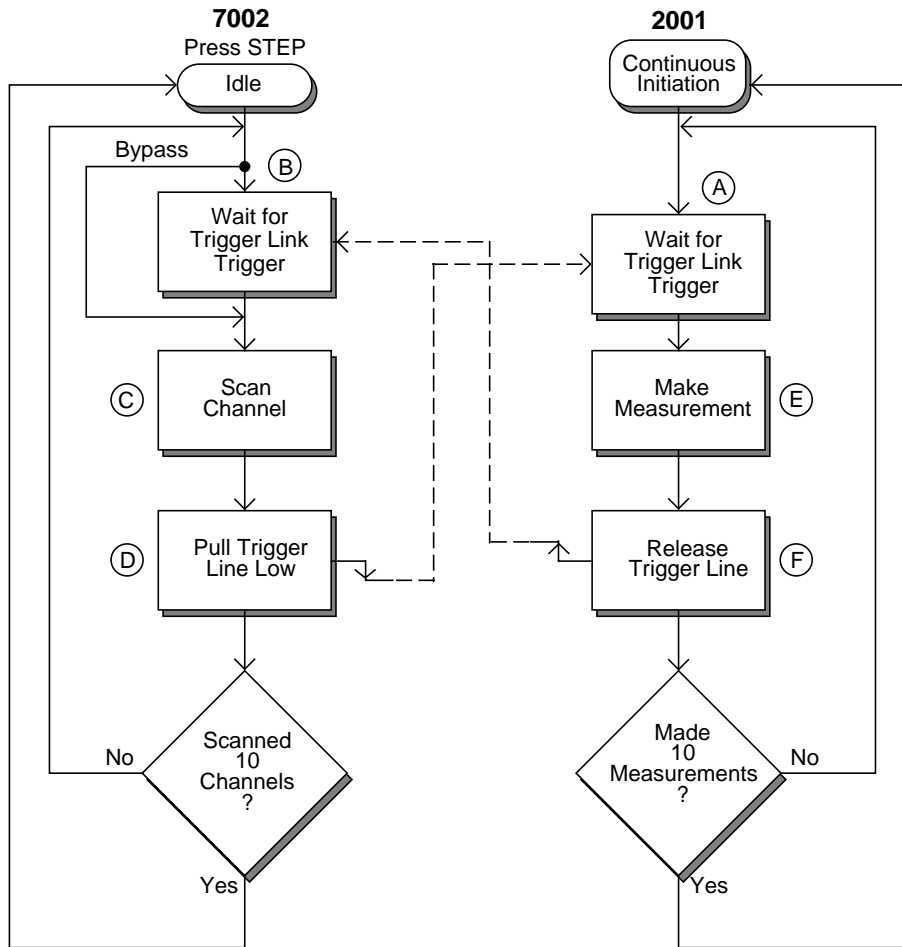 7002
Press STEP
Idle
Bypass
B
Wait for
Trigger Link
Trigger
C
Scan
Channel
D
Pull Trigger
Line Low
Scanned
10
Channels
?
No
Yes
2001
Continuous
Initiation
A
Wait for
Trigger Link
Trigger
Make
Measurement
E
Release
Trigger Line
F
Made
10
Measurements
?
No
Yes